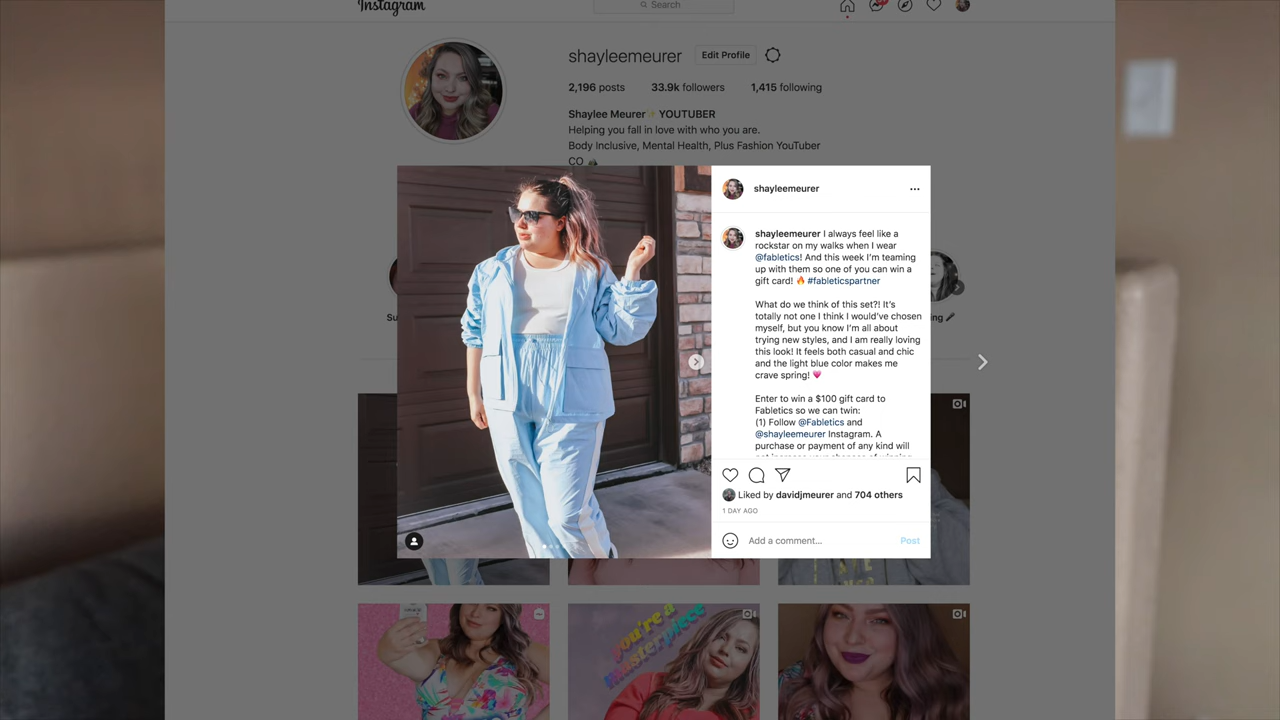 Instagram
Search
shayleemeurer Edit Profile
2,196 posts 33.9k followers 1,415 following
Shaylee Meurer✨ YOUTUBER
Helping you fall in love with who you are.
Body Inclusive, Mental Health, Plus Fashion YouTuber
CO
shayleemeurer
shayleemeurer I always feel like a
rockstar on my walks when I wear
@fabletics! And this week I'm teaming
up with them so one of you can win a
gift card! 🔥 #fableticspartner
What do we think of this set?! It's
totally not one I think I would've chosen
myself, but you know I'm all about
trying new styles, and I am really loving
this look! It feels both casual and chic
and the light blue color makes me
crave spring! 💗
Enter to win a $100 gift card to
Fabletics so we can twin:
(1) Follow @Fabletics and
@shayleemeurer Instagram. A
purchase or payment of any kind will
Liked by davidjmeurer and 704 others
1 DAY AGO
Add a comment... Post
you're a
masterpiece